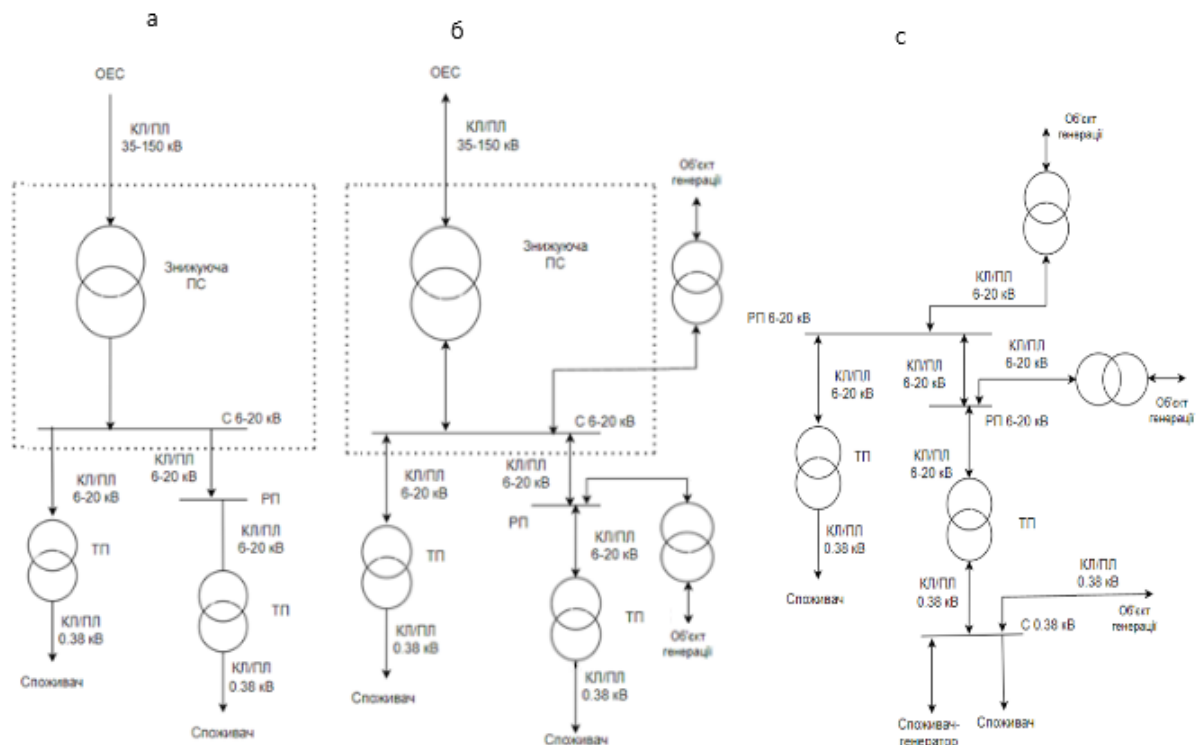 а
ОЕС
КЛ/ПЛ
35-150 кВ
Знижуюча
ПС
С 6-20 кВ
КЛ/ПЛ
6-20 кВ
КЛ/ПЛ
6-20 кВ
РП
ТП
КЛ/ПЛ
6-20 кВ
ТП
КЛ/ПЛ
0.38 кВ
Споживач
КЛ/ПЛ
0.38 кВ
Споживач
б
ОЕС
КЛ/ПЛ
35-150 кВ
Об'єкт
генерації
Знижуюча
ПС
С 6-20 кВ
КЛ/ПЛ
6-20 кВ
КЛ/ПЛ
6-20 кВ
РП
ТП
КЛ/ПЛ
6-20 кВ
ТП
КЛ/ПЛ
0.38 кВ
Споживач
Об'єкт
генерації
КЛ/ПЛ
0.38 кВ
Споживач
с
Об'єкт
генерації
КЛ/ПЛ
6-20 кВ
РП 6-20 кВ
КЛ/ПЛ
6-20 кВ
КЛ/ПЛ
6-20 кВ
КЛ/ПЛ
6-20 кВ
Об'єкт
генерації
РП 6-20 кВ
ТП
КЛ/ПЛ
6-20 кВ
ТП
КЛ/ПЛ
0.38 кВ
Споживач
КЛ/ПЛ
0.38 кВ
КЛ/ПЛ
0.38 кВ
Об'єкт
генерації
С 0.38 кВ
Споживач-
генератор
Споживач